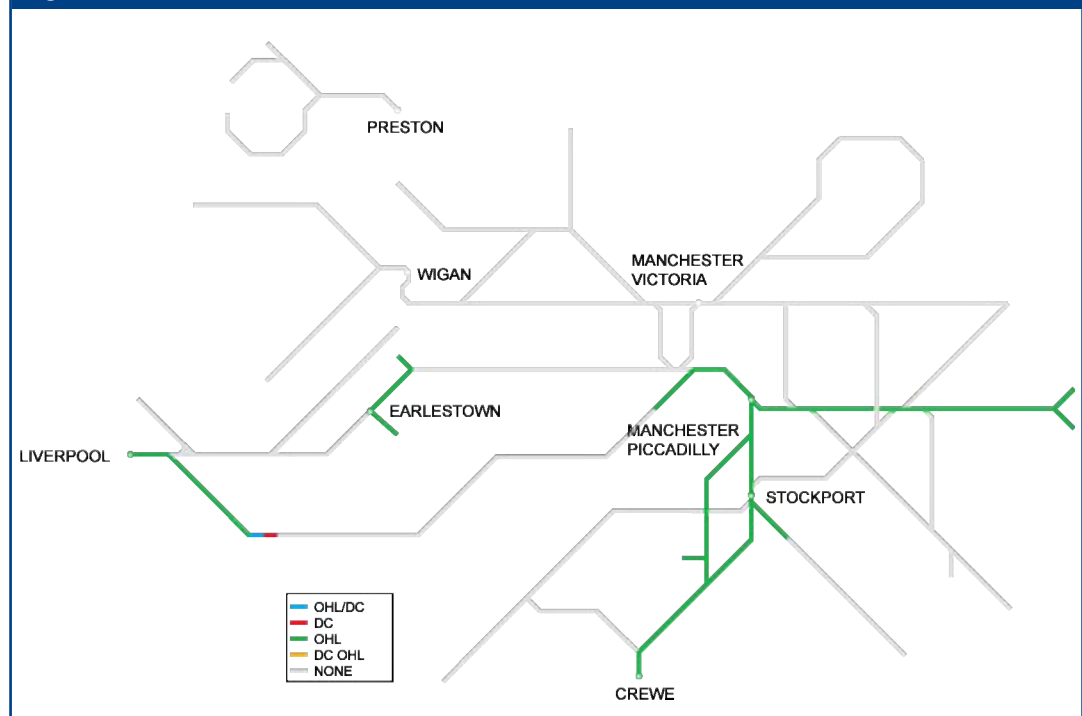 PRESTON
WIGAN
MANCHESTER
VICTORIA
EARLESTOWN
MANCHESTER
PICCADILLY
LIVERPOOL
STOCKPORT
OHL/DC
DC
OHL
DC OHL
NONE
CREWE